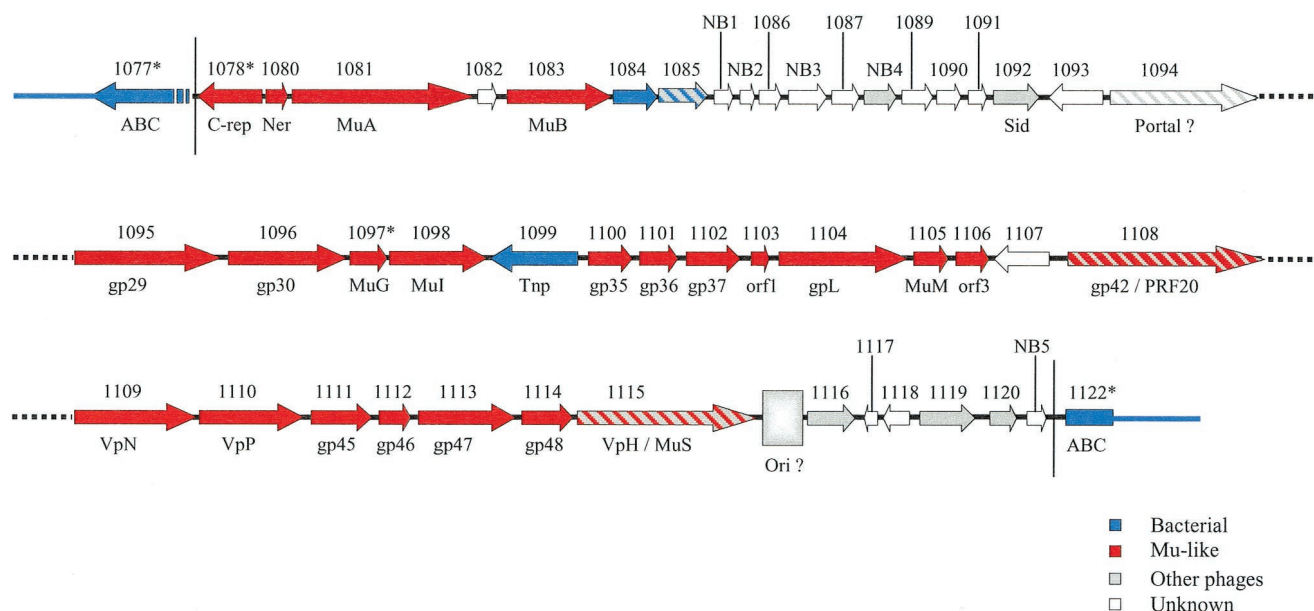 NB1 1086 1087 1089 1091
1077* 1078* 1080 1081 1082 1083 1084 1085 NB2 NB3 NB4 1090 1092 1093 1094
ABC C-rep Ner MuA MuB Sid Portal ?
1095 1096 1097* 1098 1099 1100 1101 1102 1103 1104 1105 1106 1107 1108
gp29 gp30 MuG MuI Tnp gp35 gp36 gp37 orf1 gpL MuM orf3 gp42 / PRF20
1117 NB5
1109 1110 1111 1112 1113 1114 1115 1116 1118 1119 1120 1122*
VpN VpP gp45 gp46 gp47 gp48 VpH / MuS Ori ? ABC
Bacterial
Mu-like
Other phages
Unknown